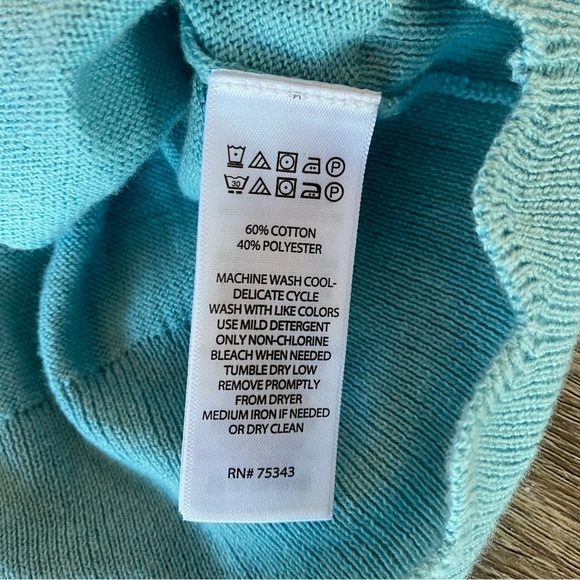 P
30 P
60% COTTON
40% POLYESTER
MACHINE WASH COOL-
DELICATE CYCLE
WASH WITH LIKE COLORS
USE MILD DETERGENT
ONLY NON-CHLORINE
BLEACH WHEN NEEDED
TUMBLE DRY LOW
REMOVE PROMPTLY
FROM DRYER
MEDIUM IRON IF NEEDED
OR DRY CLEAN
RN# 75343